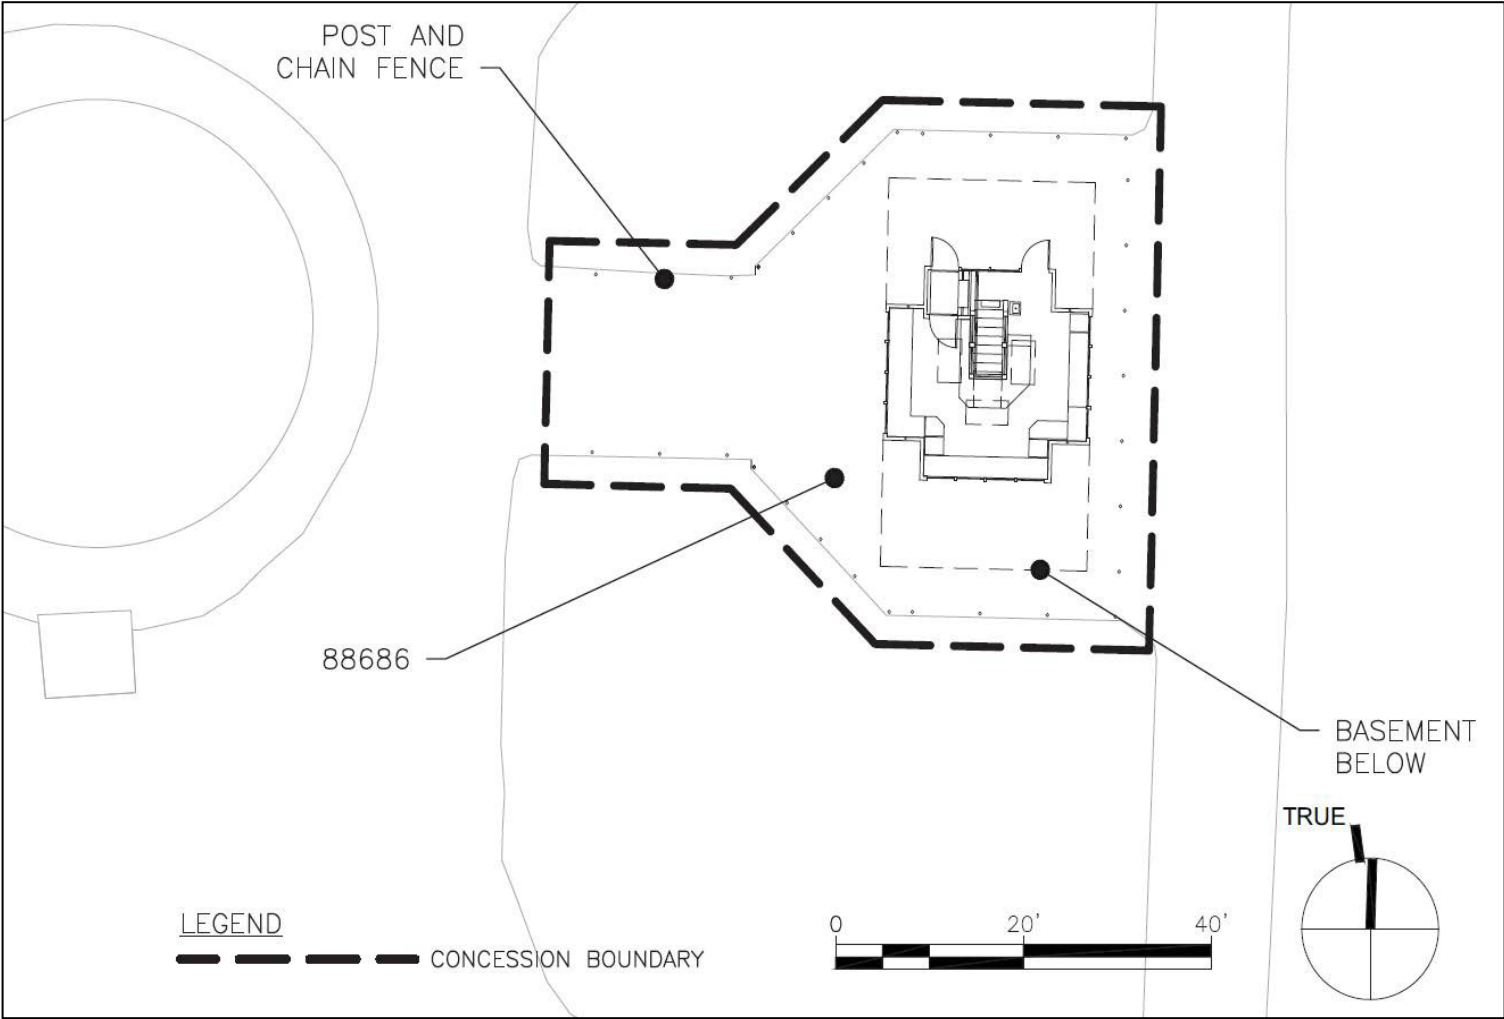 POST AND
CHAIN FENCE
88686
BASEMENT
BELOW
TRUE
LEGEND
CONCESSION BOUNDARY
0 20' 40'